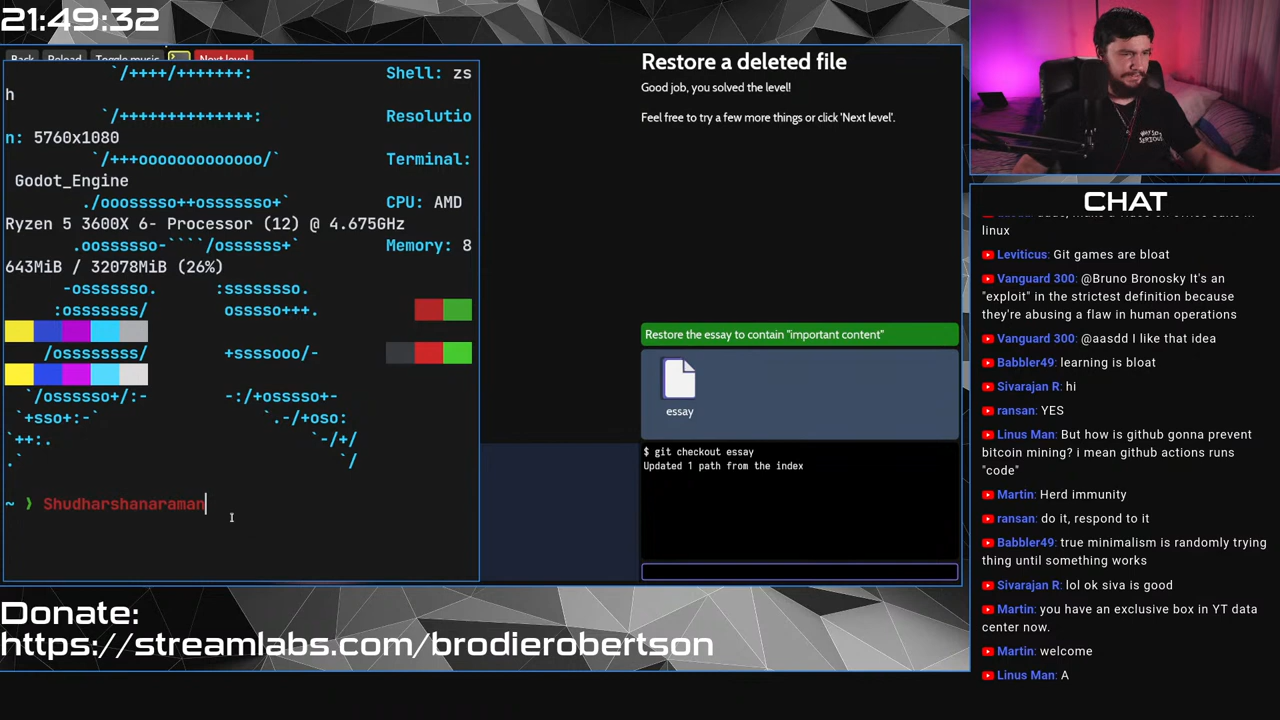 21:49:32
Back Reload Toggle music Next level
`/++++/+++++++: Shell: zs
h
`/++++++++++++++: Resolutio
n: 5760x1080
`/+++ooooooooooooo/` Terminal:
Godot_Engine
./ooosssso++osssssso+` CPU: AMD
Ryzen 5 3600X 6- Processor (12) @ 4.675GHz
.oossssso-````/ossssss+` Memory: 8
643MiB / 32078MiB (26%)
-osssssso. :ssssssso.
:osssssss/ osssso+++.
/ossssssss/ +ssssooo/-
`/ossssso+/:- -:/+osssso+-
`+sso+:-` `.-/+oso:
`++:. `-/+/
.` `/
~ ❯ Shudharshanaraman
Restore a deleted file
Good job, you solved the level!
Feel free to try a few more things or click 'Next level'.
Restore the essay to contain "important content"
essay
$ git checkout essay
Updated 1 path from the index
WHY SO
SERIOUS
CHAT
linux
Leviticus: Git games are bloat
Vanguard 300: @Bruno Bronosky It's an
"exploit" in the strictest definition because
they're abusing a flaw in human operations
Vanguard 300: @aasdd I like that idea
Babbler49: learning is bloat
Sivarajan R: hi
ransan: YES
Linus Man: But how is github gonna prevent
bitcoin mining? i mean github actions runs
"code"
Martin: Herd immunity
ransan: do it, respond to it
Babbler49: true minimalism is randomly trying
thing until something works
Sivarajan R: lol ok siva is good
Martin: you have an exclusive box in YT data
center now.
Martin: welcome
Linus Man: A
Donate:
https://streamlabs.com/brodierobertson